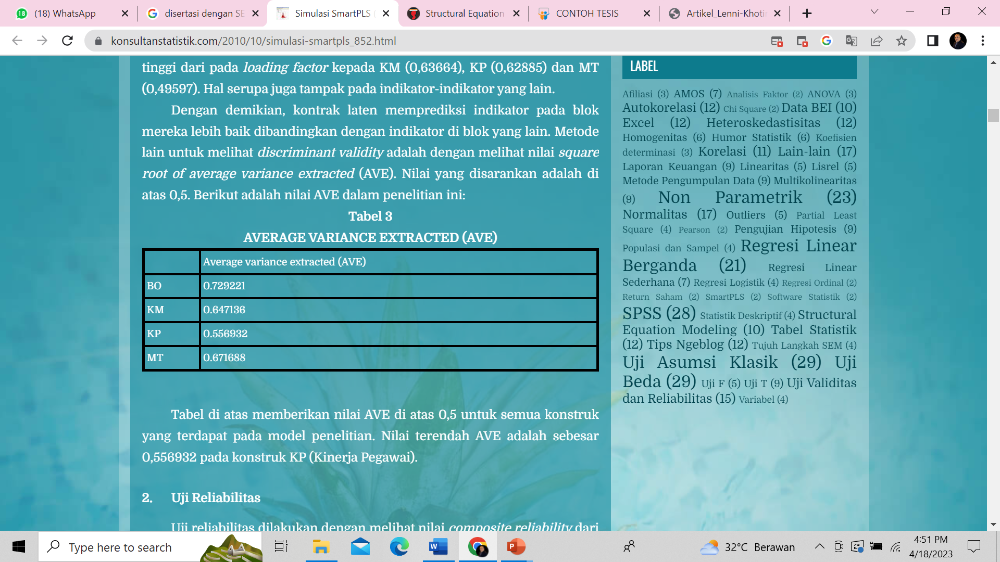 (18) WhatsApp
disertasi dengan SE
Simulasi SmartPLS (
Structural Equation
CONTOH TESIS
Artikel_Lenni-Khoti
konsultanstatistik.com/2010/10/simulasi-smartpls_852.html
tinggi dari pada loading factor kepada KM (0,63664), KP (0,62885) dan MT
(0,49597). Hal serupa juga tampak pada indikator-indikator yang lain.
Dengan demikian, kontrak laten memprediksi indikator pada blok
mereka lebih baik dibandingkan dengan indikator di blok yang lain. Metode
lain untuk melihat discriminant validity adalah dengan melihat nilai square
root of average variance extracted (AVE). Nilai yang disarankan adalah di
atas 0,5. Berikut adalah nilai AVE dalam penelitian ini:
Tabel 3
AVERAGE VARIANCE EXTRACTED (AVE)
Average variance extracted (AVE)
BO 0.729221
KM 0.647136
KP 0.556932
MT 0.671688
Tabel di atas memberikan nilai AVE di atas 0,5 untuk semua konstruk
yang terdapat pada model penelitian. Nilai terendah AVE adalah sebesar
0,556932 pada konstruk KP (Kinerja Pegawai).
2. Uji Reliabilitas
Uji reliabilitas dilakukan dengan melihat nilai composite reliability dari
LABEL
Afiliasi (3) AMOS (7) Analisis Faktor (2) ANOVA (3)
Autokorelasi (12) Chi Square (2) Data BEI (10)
Excel (12) Heteroskedastisitas (12)
Homogenitas (6) Humor Statistik (6) Koefisien
determinasi (3) Korelasi (11) Lain-lain (17)
Laporan Keuangan (9) Linearitas (5) Lisrel (5)
Metode Pengumpulan Data (9) Multikolinearitas
(9) Non Parametrik (23)
Normalitas (17) Outliers (5) Partial Least
Square (4) Pearson (2) Pengujian Hipotesis (9)
Populasi dan Sampel (4) Regresi Linear
Berganda (21) Regresi Linear
Sederhana (7) Regresi Logistik (4) Regresi Ordinal (2)
Return Saham (2) SmartPLS (2) Software Statistik (2)
SPSS (28) Statistik Deskriptif (4) Structural
Equation Modeling (10) Tabel Statistik
(12) Tips Ngeblog (12) Tujuh Langkah SEM (4)
Uji Asumsi Klasik (29) Uji
Beda (29) Uji F (5) Uji T (9) Uji Validitas
dan Reliabilitas (15) Variabel (4)
Type here to search
32°C Berawan
4:51 PM
4/18/2023